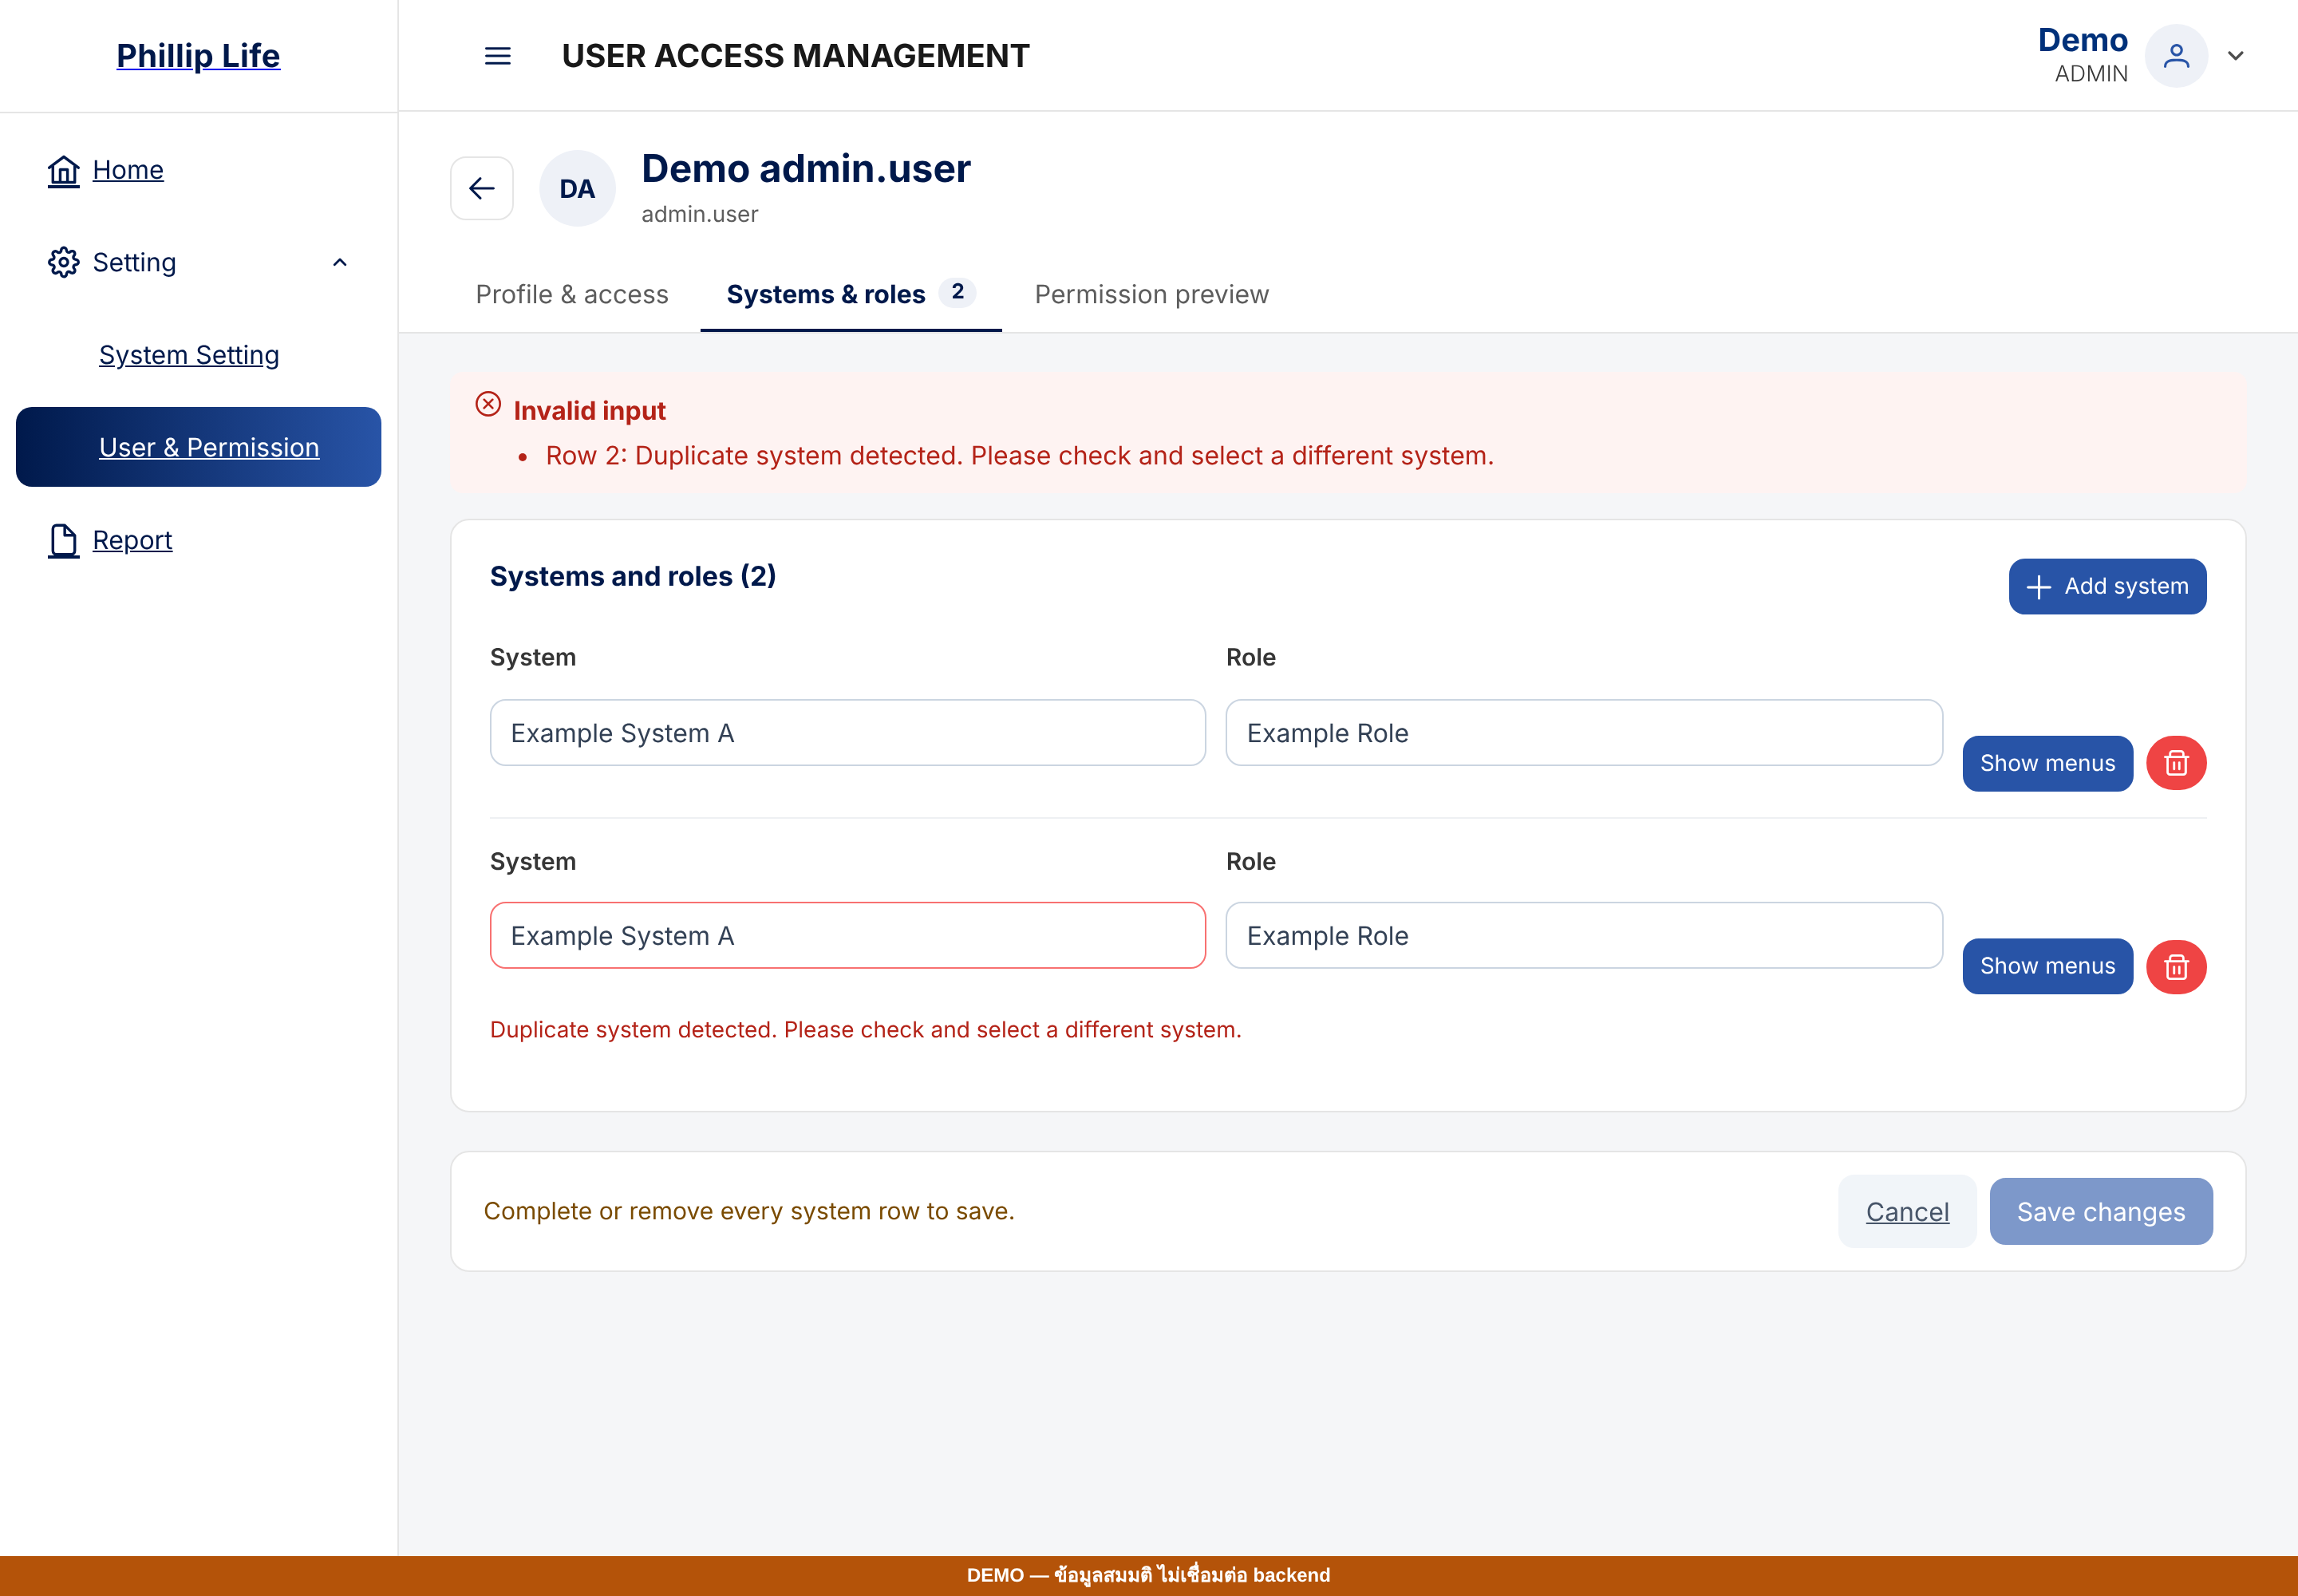 Phillip Life
USER ACCESS MANAGEMENT
Demo
ADMIN
Home
Setting
System Setting
User & Permission
Report
DA
Demo admin.user
admin.user
Profile & access
Systems & roles 2
Permission preview
Invalid input
• Row 2: Duplicate system detected. Please check and select a different system.
Systems and roles (2)
Add system
System
Role
Example System A
Example Role
Show menus
System
Role
Example System A
Example Role
Show menus
Duplicate system detected. Please check and select a different system.
Complete or remove every system row to save.
Cancel
Save changes
DEMO — ข้อมูลสมมติ ไม่เชื่อมต่อ backend